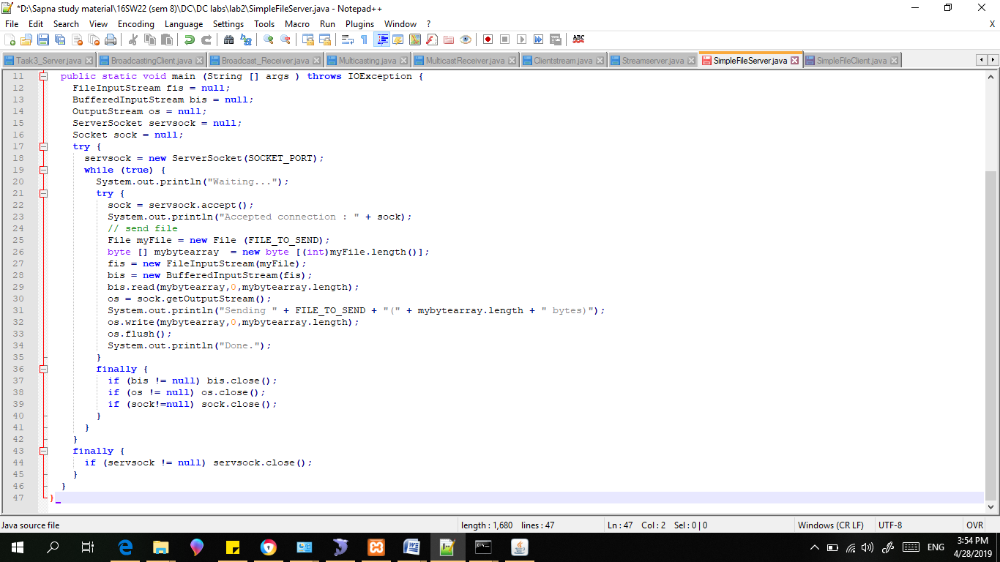 *D:\Sapna study material\16SW22 (sem 8)\DC\DC labs\lab2\SimpleFileServer.java - Notepad++
File Edit Search View Encoding Language Settings Tools Macro Run Plugins Window ? X
ABC
Task3_Server.java BroadcastingClient.java Broadcast_Receiver.java Multicasting.java MulticastReceiver.java Clientstream.java Streamserver.java SimpleFileServer.java SimpleFileClient.java
11 public static void main (String [] args ) throws IOException {
12 FileInputStream fis = null;
13 BufferedInputStream bis = null;
14 OutputStream os = null;
15 ServerSocket servsock = null;
16 Socket sock = null;
17 try {
18 servsock = new ServerSocket(SOCKET_PORT);
19 while (true) {
20 System.out.println("Waiting...");
21 try {
22 sock = servsock.accept();
23 System.out.println("Accepted connection : " + sock);
24 // send file
25 File myFile = new File (FILE_TO_SEND);
26 byte [] mybytearray  = new byte [(int)myFile.length()];
27 fis = new FileInputStream(myFile);
28 bis = new BufferedInputStream(fis);
29 bis.read(mybytearray,0,mybytearray.length);
30 os = sock.getOutputStream();
31 System.out.println("Sending " + FILE_TO_SEND + "(" + mybytearray.length + " bytes)");
32 os.write(mybytearray,0,mybytearray.length);
33 os.flush();
34 System.out.println("Done.");
35 }
36 finally {
37 if (bis != null) bis.close();
38 if (os != null) os.close();
39 if (sock!=null) sock.close();
40 }
41 }
42 }
43 finally {
44 if (servsock != null) servsock.close();
45 }
46 }
47 }
Java source file length : 1,680 lines : 47 Ln : 47 Col : 2 Sel : 0 | 0 Windows (CR LF) UTF-8 OVR
ENG 3:54 PM
4/28/2019